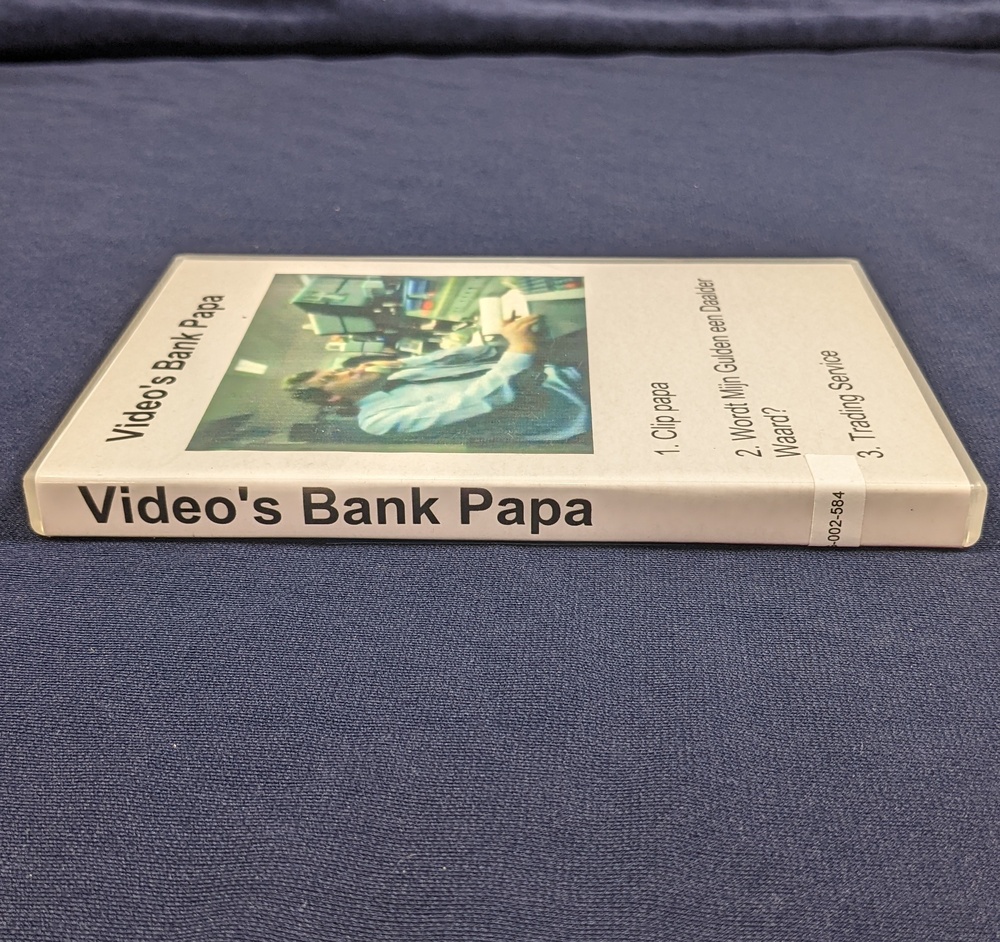 Video's Bank Papa
1. Clip papa
2. Wordt Mijn Gulden een Daalder
Waard?
3. Trading Service
Video's Bank Papa
-002-584